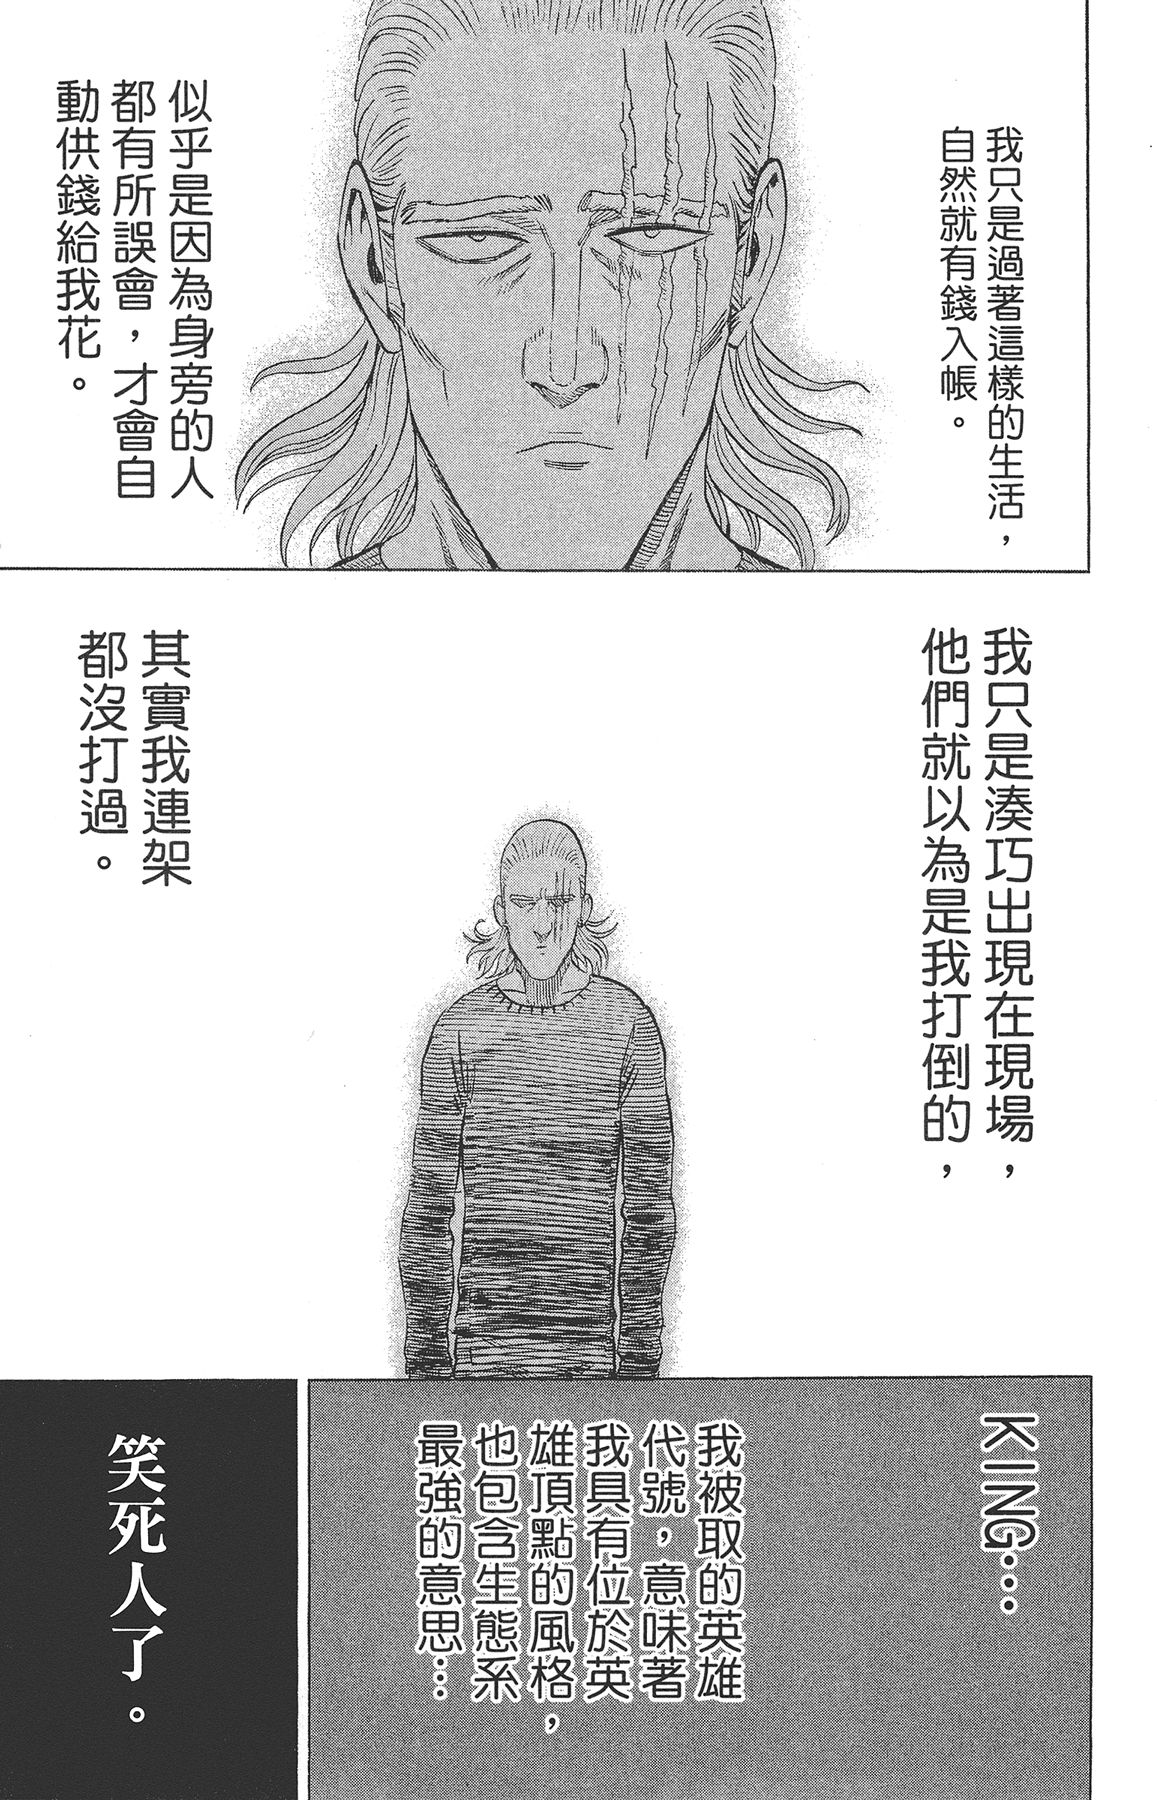 我只是過著這樣的生活，
自然就有錢入帳。
似乎是因為身旁的人
都有所誤會，才會自
動供錢給我花。
我只是湊巧出現在現場，
他們就以為是我打倒的，
其實我連架
都沒打過。
KING…
我被取的英雄
代號，意味著
我具有位於英
雄頂點的風格，
也包含生態系
最強的意思…
笑死人了。